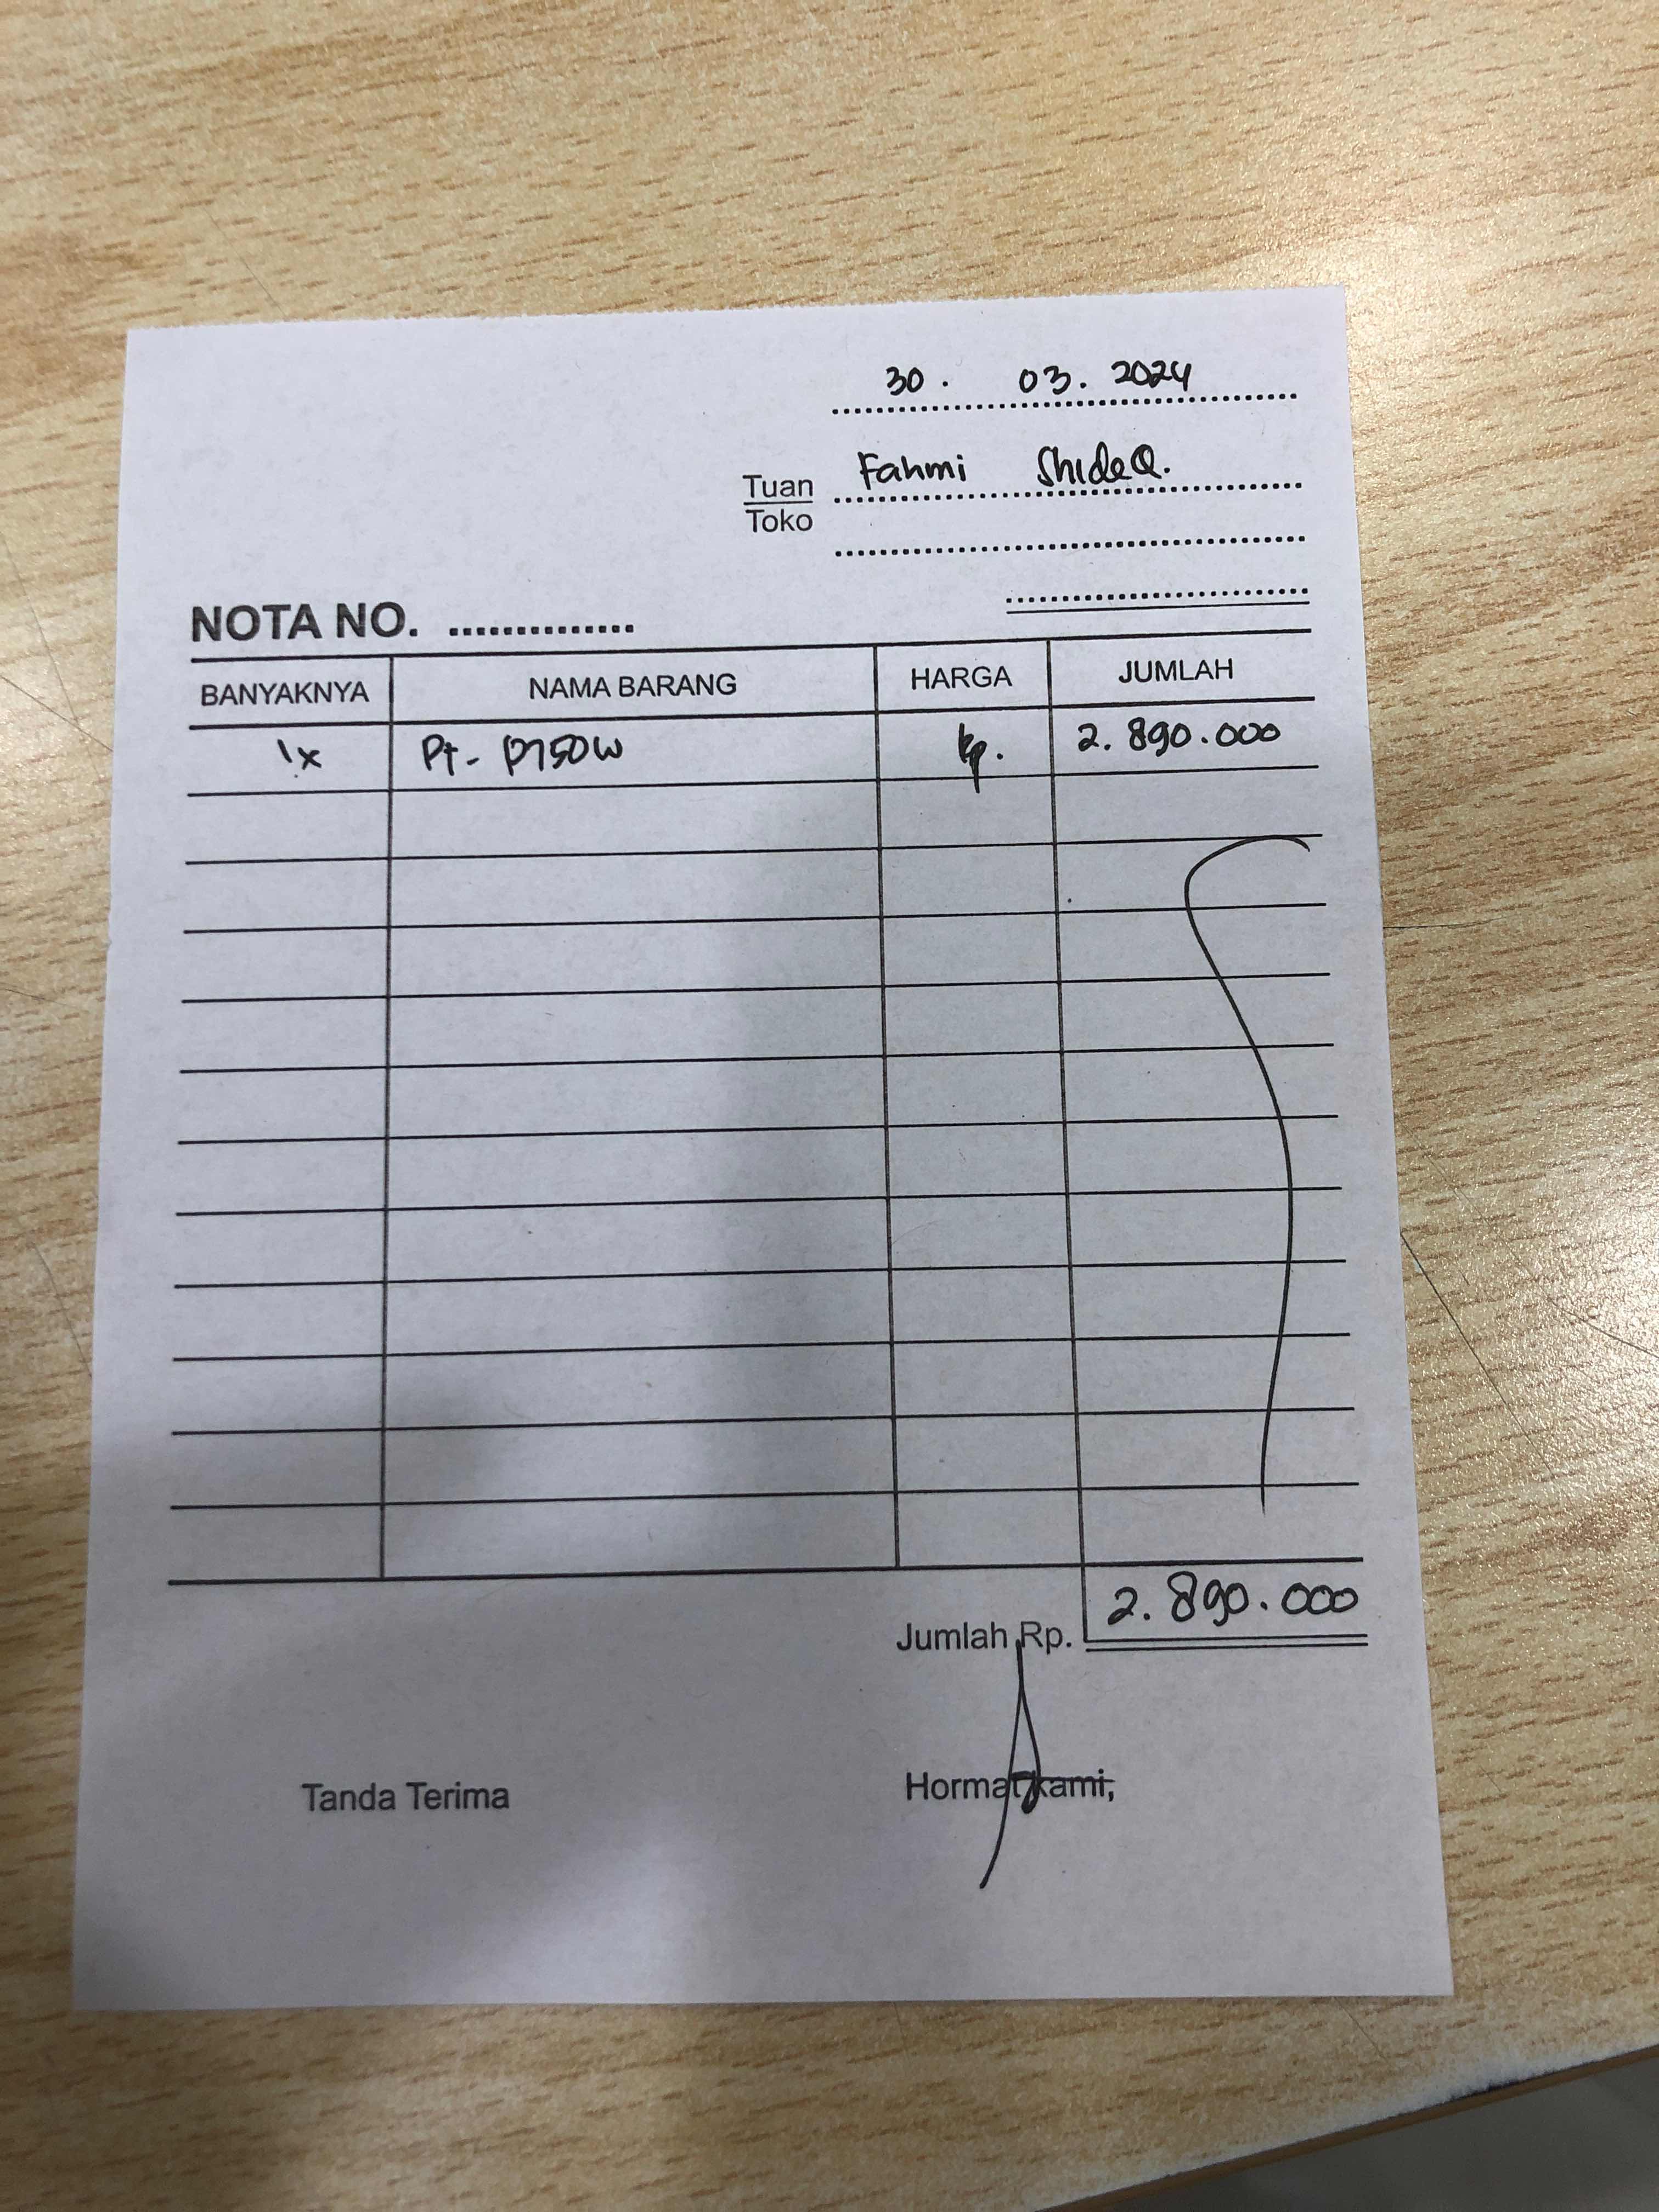 30. 03. 2024
Tuan Fahmi ShideQ.
Toko
NOTA NO. ..............
BANYAKNYA NAMA BARANG HARGA JUMLAH
1x Pt- P750W Rp. 2.890.000
Jumlah Rp. 2.890.000
Tanda Terima Hormat kami,